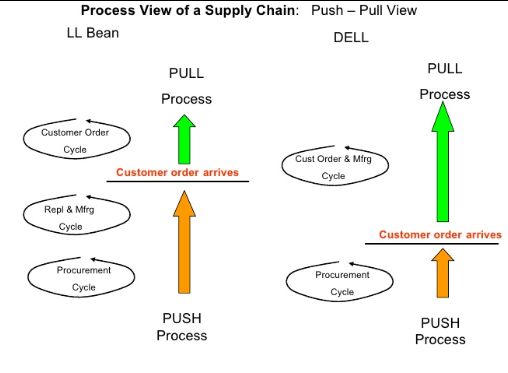 Process View of a Supply Chain: Push – Pull View
LL Bean
PULL
Process
Customer Order
Cycle
Customer order arrives
Repl & Mfrg
Cycle
Procurement
Cycle
PUSH
Process
DELL
PULL
Process
Cust Order & Mfrg
Cycle
Customer order arrives
Procurement
Cycle
PUSH
Process